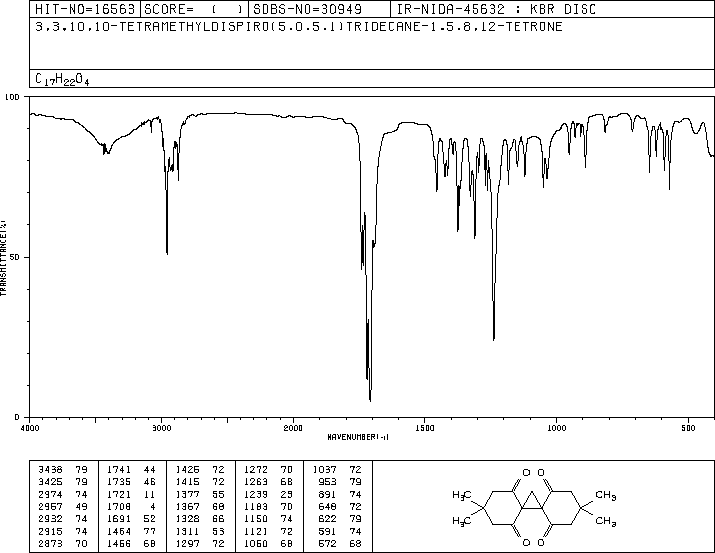 HIT-NO=16563 SCORE= ( ) SDBS-NO=30949 IR-NIDA-45632 : KBR DISC
3,3,10,10-TETRAMETHYLDISPIRO(5.0.5.1)TRIDECANE-1,5,8,12-TETRONE
C17H22O4
100
50
0
TRANSMITTANCE(%)
4000 3000 2000 1500 1000 500
WAVENUMBER(-1)
3438 79 1741 44 1426 72 1272 70 1037 72
3425 79 1735 46 1415 72 1263 68 953 79
2974 74 1721 11 1377 55 1239 23 891 74
2957 49 1708 4 1367 68 1183 70 648 72
2932 74 1691 52 1328 66 1150 74 622 79
2915 74 1464 77 1311 53 1121 72 591 74
2873 70 1456 68 1297 72 1050 68 572 68
O O
H3C CH3
H3C CH3
O O